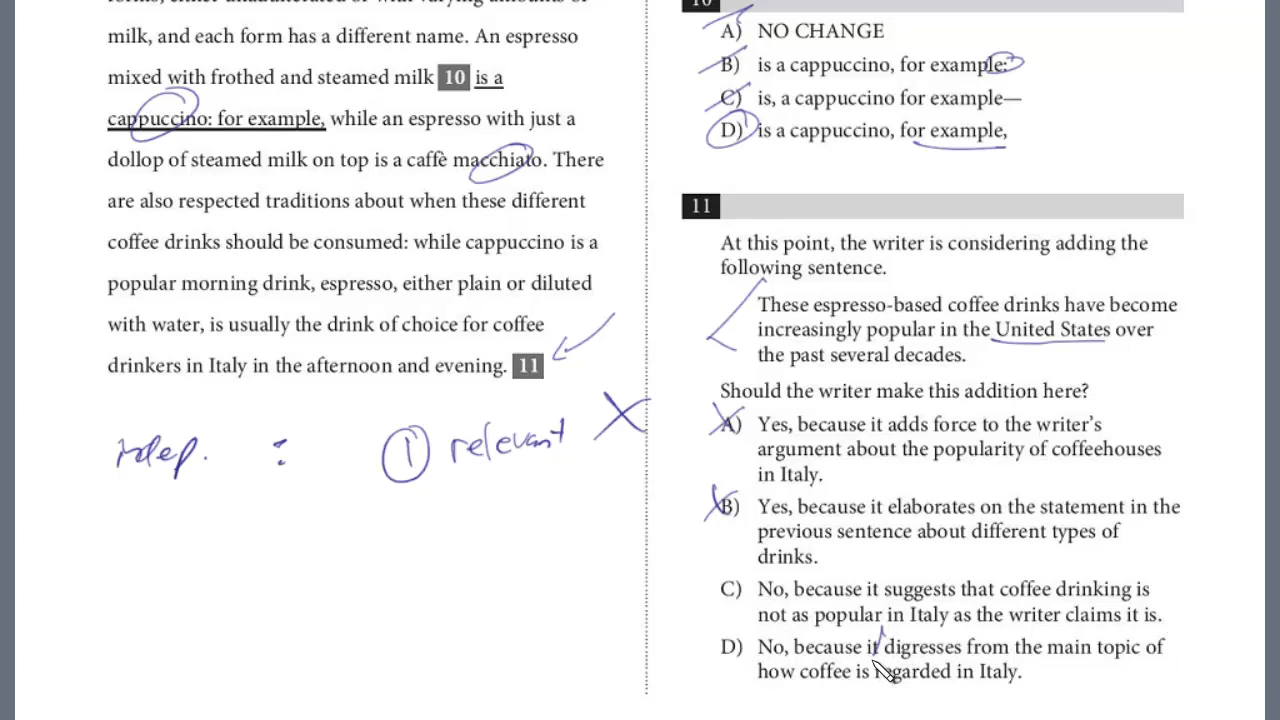 forms, either unadulterated or with varying amounts of
milk, and each form has a different name. An espresso
mixed with frothed and steamed milk 10 is a
cappuccino: for example, while an espresso with just a
dollop of steamed milk on top is a caffè macchiato. There
are also respected traditions about when these different
coffee drinks should be consumed: while cappuccino is a
popular morning drink, espresso, either plain or diluted
with water, is usually the drink of choice for coffee
drinkers in Italy in the afternoon and evening. 11
: ① relevant
10
A) NO CHANGE
B) is a cappuccino, for example:
C) is, a cappuccino for example—
D) is a cappuccino, for example,
11
At this point, the writer is considering adding the
following sentence.
These espresso-based coffee drinks have become
increasingly popular in the United States over
the past several decades.
Should the writer make this addition here?
A) Yes, because it adds force to the writer's
argument about the popularity of coffeehouses
in Italy.
B) Yes, because it elaborates on the statement in the
previous sentence about different types of
drinks.
C) No, because it suggests that coffee drinking is
not as popular in Italy as the writer claims it is.
D) No, because it digresses from the main topic of
how coffee is regarded in Italy.